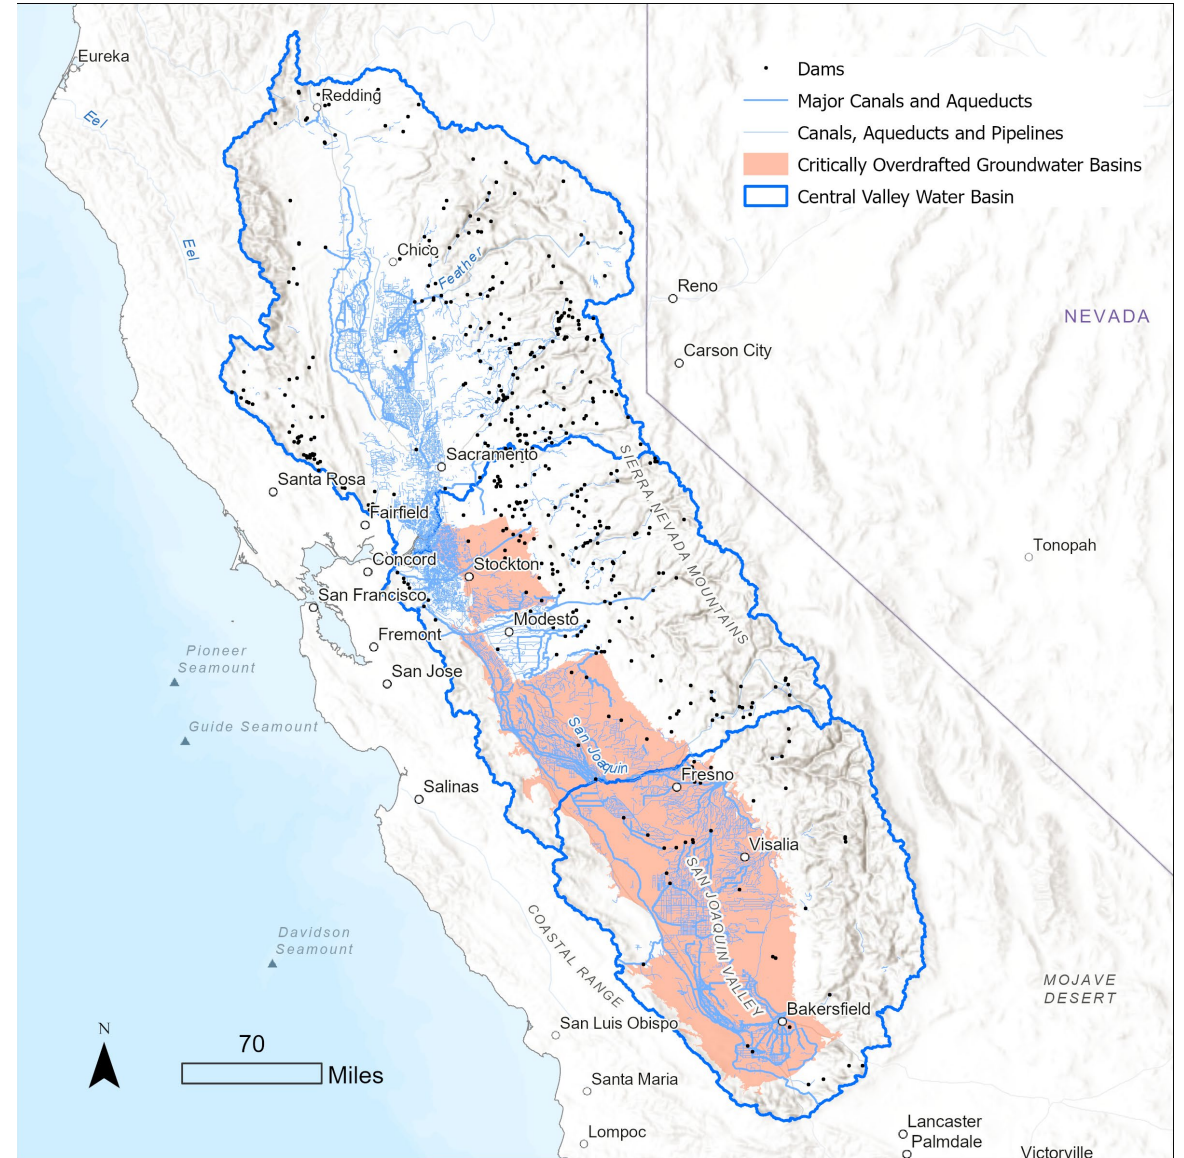 Eureka
Redding
Dams
Major Canals and Aqueducts
Canals, Aqueducts and Pipelines
Critically Overdrafted Groundwater Basins
Central Valley Water Basin
Eel
Eel
Chico
Feather
Reno
NEVADA
Carson City
Sacramento
Santa Rosa
SIERRA NEVADA MOUNTAINS
Fairfield
Concord
Stockton
Tonopah
San Francisco
Modesto
Fremont
Pioneer
Seamount
San Jose
Guide Seamount
San Joaquin
Fresno
Salinas
Visalia
SAN JOAQUIN VALLEY
COASTAL RANGE
Davidson
Seamount
MOJAVE
DESERT
Bakersfield
San Luis Obispo
N
70
Miles
Santa Maria
Lompoc
Lancaster
Palmdale
Victorville